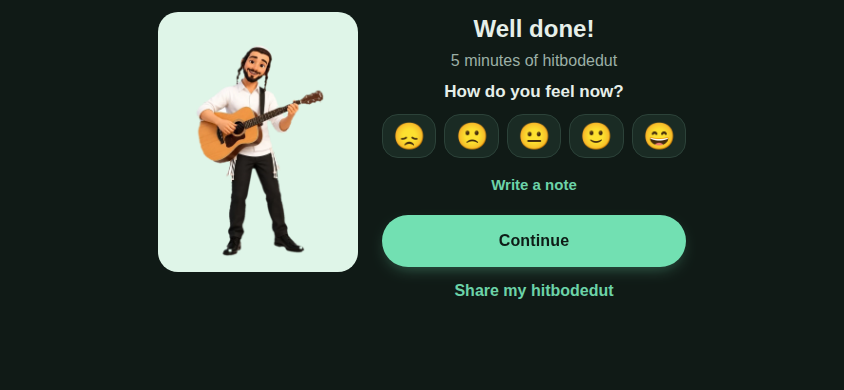 Well done!
5 minutes of hitbodedut
How do you feel now?
Write a note
Continue
Share my hitbodedut